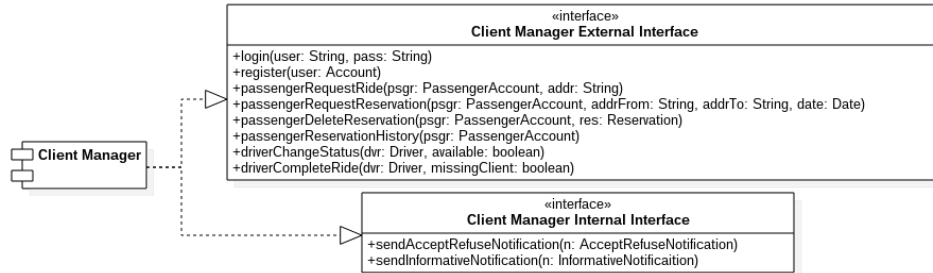 «interface»
Client Manager External Interface
+login(user: String, pass: String)
+register(user: Account)
+passengerRequestRide(psgr: PassengerAccount, addr: String)
+passengerRequestReservation(psgr: PassengerAccount, addrFrom: String, addrTo: String, date: Date)
+passengerDeleteReservation(psgr: PassengerAccount, res: Reservation)
+passengerReservationHistory(psgr: PassengerAccount)
+driverChangeStatus(dvr: Driver, available: boolean)
+driverCompleteRide(dvr: Driver, missingClient: boolean)
Client Manager
«interface»
Client Manager Internal Interface
+sendAcceptRefuseNotification(n: AcceptRefuseNotification)
+sendInformativeNotification(n: InformativeNotificaition)